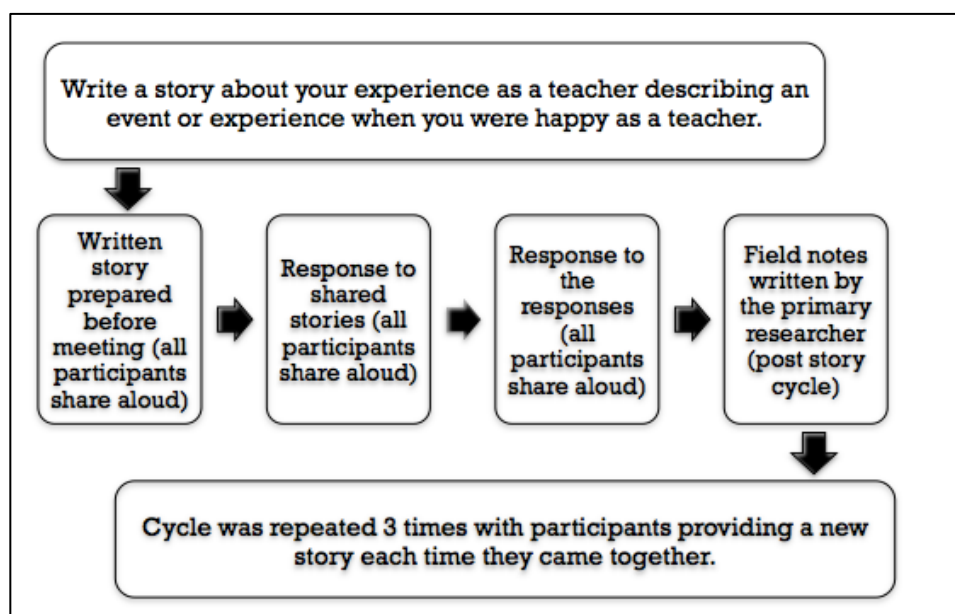 Write a story about your experience as a teacher describing an
event or experience when you were happy as a teacher.
Written
story
prepared
before
meeting (all
participants
share aloud)
Response to
shared
stories (all
participants
share aloud)
Response to
the
responses
(all
participants
share aloud)
Field notes
written by
the primary
researcher
(post story
cycle)
Cycle was repeated 3 times with participants providing a new
story each time they came together.